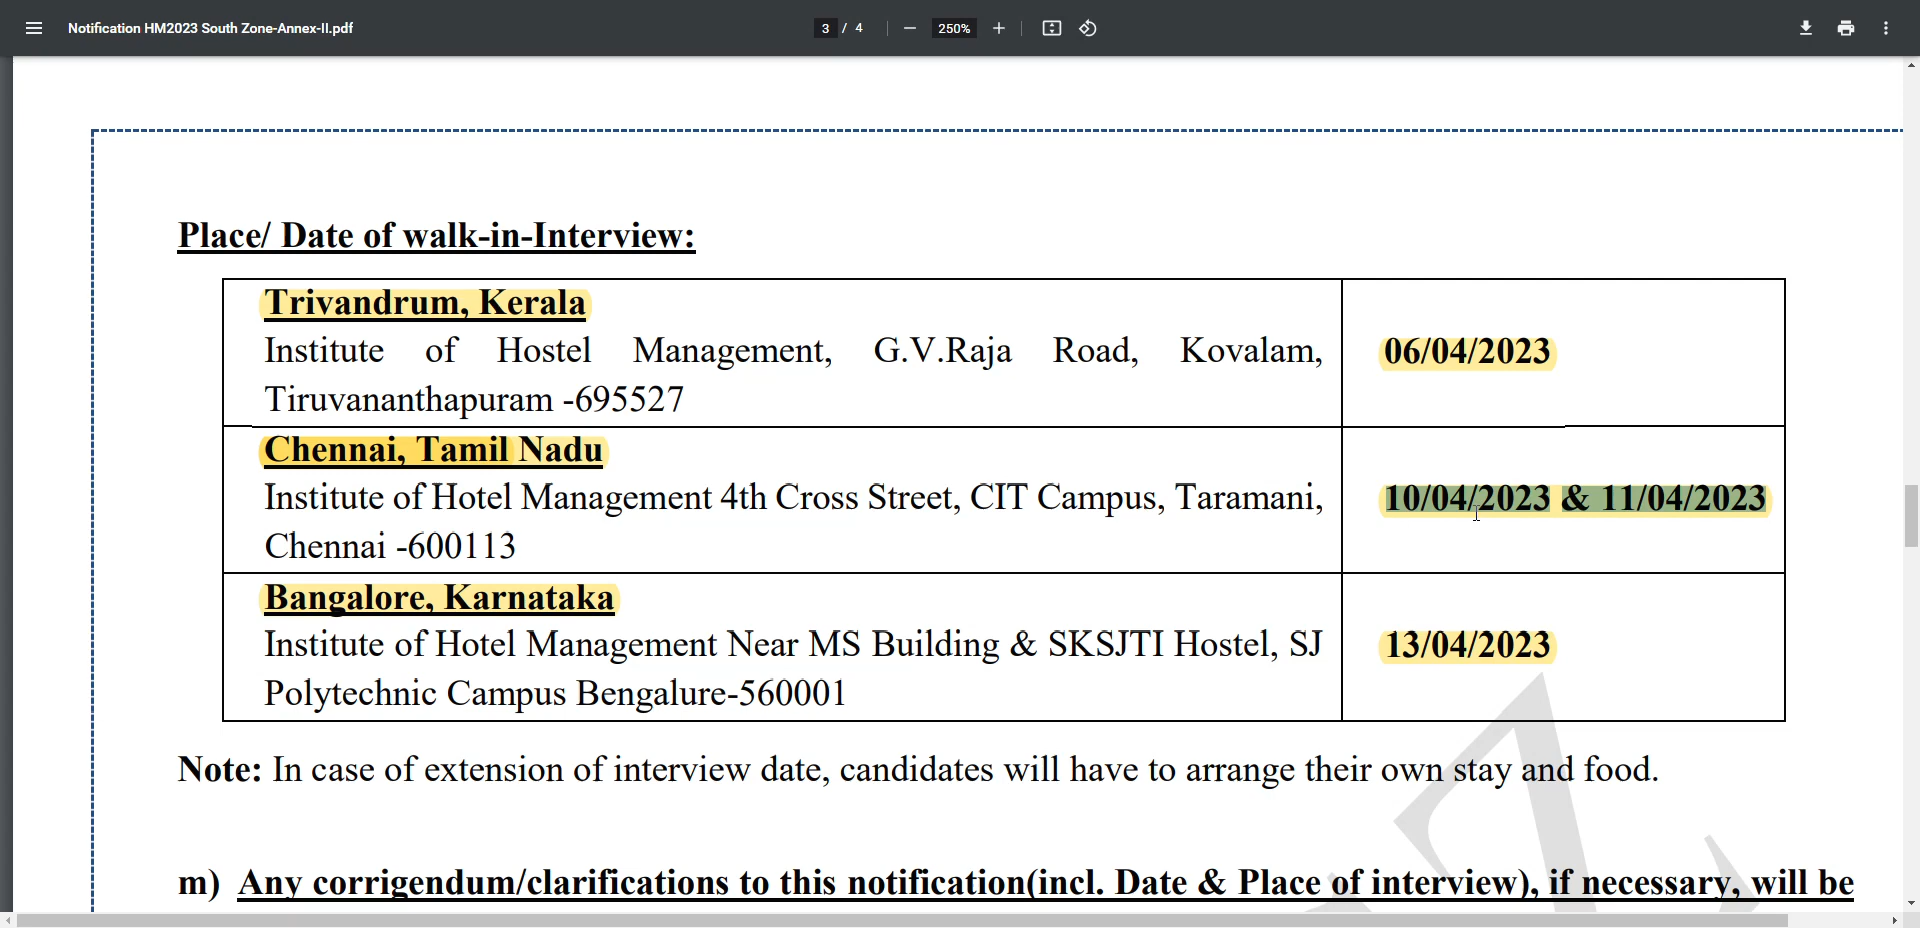 Notification HM2023 South Zone-Annex-II.pdf
3 / 4
250%
Place/ Date of walk-in-Interview:
Trivandrum, Kerala
Institute of Hostel Management, G.V.Raja Road, Kovalam,
Tiruvananthapuram -695527
06/04/2023
Chennai, Tamil Nadu
Institute of Hotel Management 4th Cross Street, CIT Campus, Taramani,
Chennai -600113
10/04/2023 & 11/04/2023
Bangalore, Karnataka
Institute of Hotel Management Near MS Building & SKSJTI Hostel, SJ
Polytechnic Campus Bengalure-560001
13/04/2023
Note: In case of extension of interview date, candidates will have to arrange their own stay and food.
m) Any corrigendum/clarifications to this notification(incl. Date & Place of interview), if necessary, will be